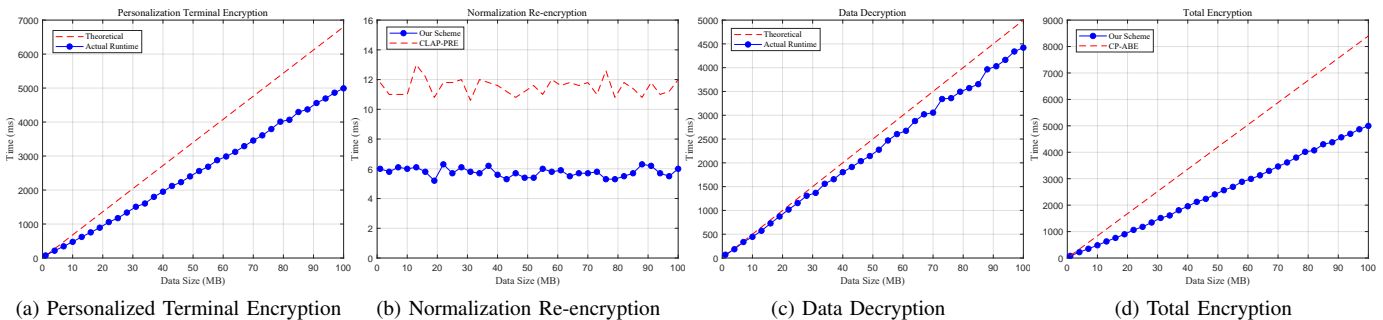 Personalization Terminal Encryption
7000
6000
5000
4000
3000
2000
1000
0
Time (ms)
Theoretical
Actual Runtime
0 10 20 30 40 50 60 70 80 90 100
Data Size (MB)
(a) Personalized Terminal Encryption
Normalization Re-encryption
16
14
12
10
8
6
4
2
0
Time (ms)
Our Scheme
CLAP-PRE
0 10 20 30 40 50 60 70 80 90 100
Data Size (MB)
(b) Normalization Re-encryption
Data Decryption
5000
4500
4000
3500
3000
2500
2000
1500
1000
500
0
Time (ms)
Theoretical
Actual Runtime
0 10 20 30 40 50 60 70 80 90 100
Data Size (MB)
(c) Data Decryption
Total Encryption
9000
8000
7000
6000
5000
4000
3000
2000
1000
0
Time (ms)
Our Scheme
CP-ABE
0 10 20 30 40 50 60 70 80 90 100
Data Size (MB)
(d) Total Encryption